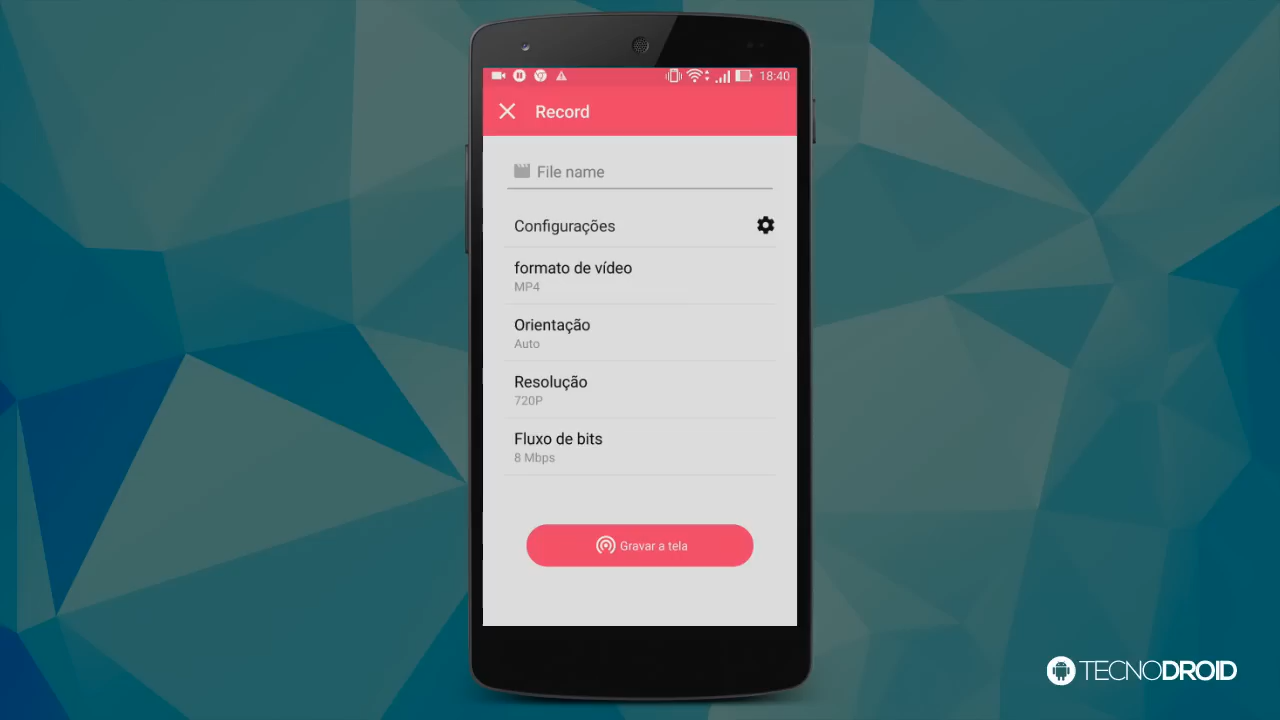 18:40
Record
File name
Configurações
formato de vídeo
MP4
Orientação
Auto
Resolução
720P
Fluxo de bits
8 Mbps
Gravar a tela
TECNODROID